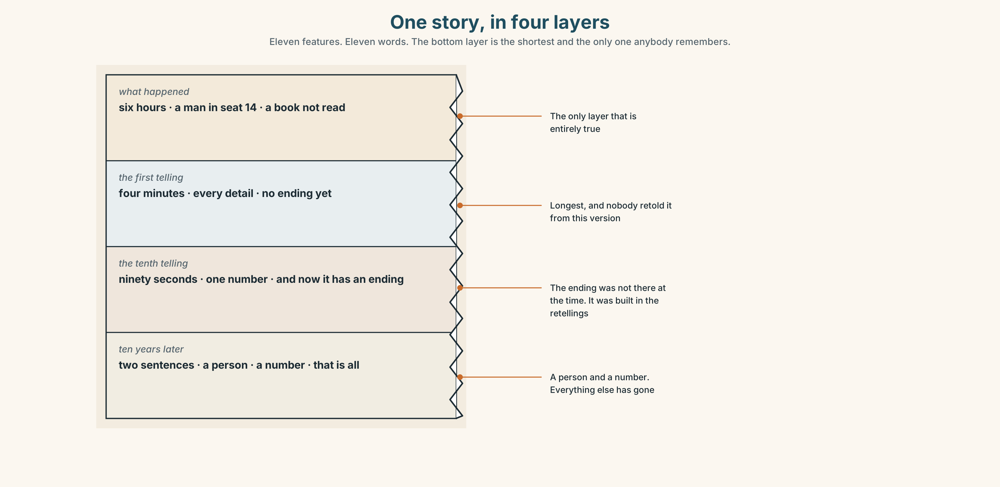 One story, in four layers
Eleven features. Eleven words. The bottom layer is the shortest and the only one anybody remembers.
what happened
six hours · a man in seat 14 · a book not read
The only layer that is
entirely true
the first telling
four minutes · every detail · no ending yet
Longest, and nobody retold it
from this version
the tenth telling
ninety seconds · one number · and now it has an ending
The ending was not there at
the time. It was built in the
retellings
ten years later
two sentences · a person · a number · that is all
A person and a number.
Everything else has gone